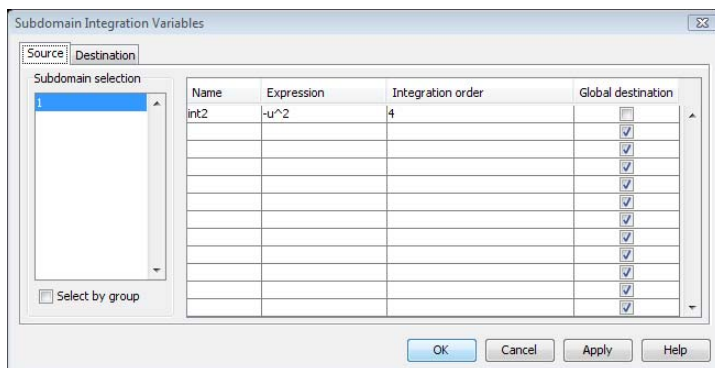 Subdomain Integration Variables
Source Destination
Subdomain selection
1
Select by group
Name Expression Integration order Global destination
int2 -u^2 4
OK Cancel Apply Help